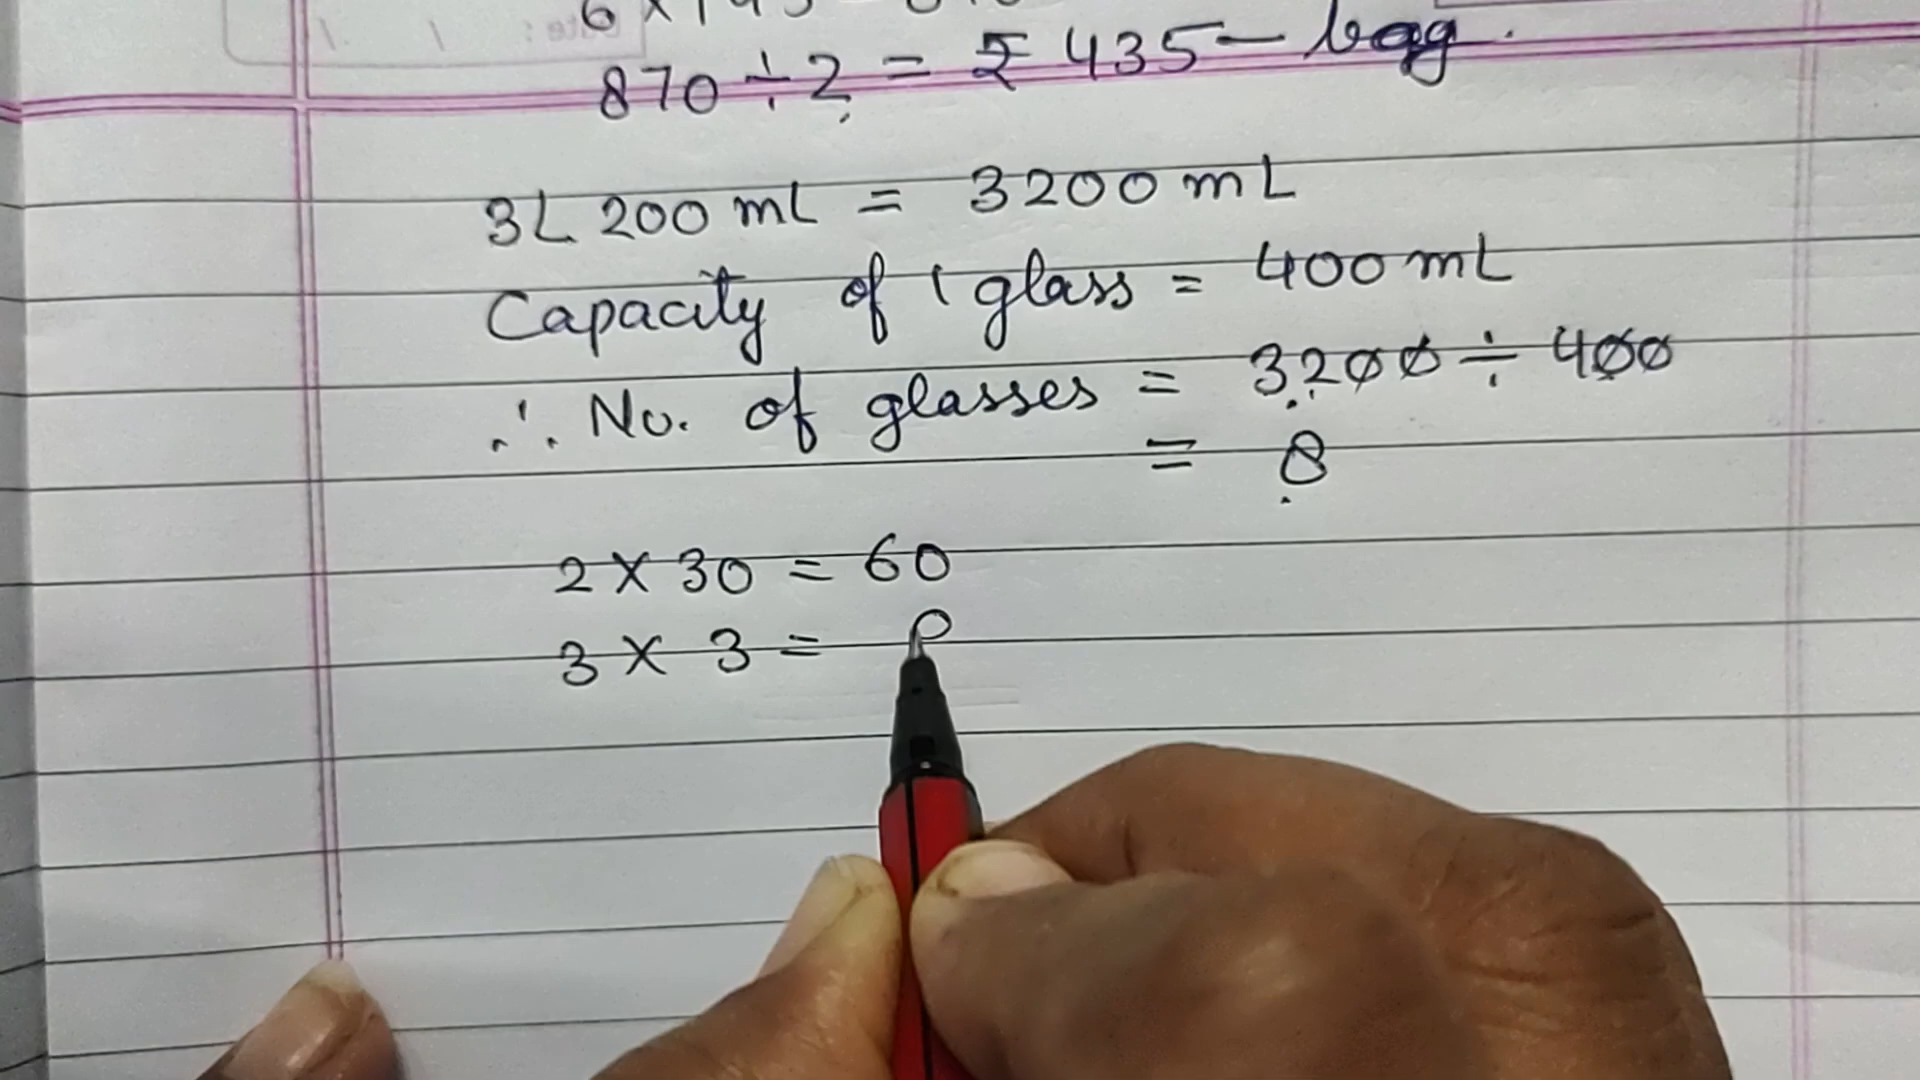 870 ÷ 2 = ₹ 435 — bag.
3L 200 mL = 3200 mL
Capacity of 1 glass = 400 mL
∴ No. of glasses = 3200 ÷ 400
= 8
2 × 30 = 60
3 × 3 =